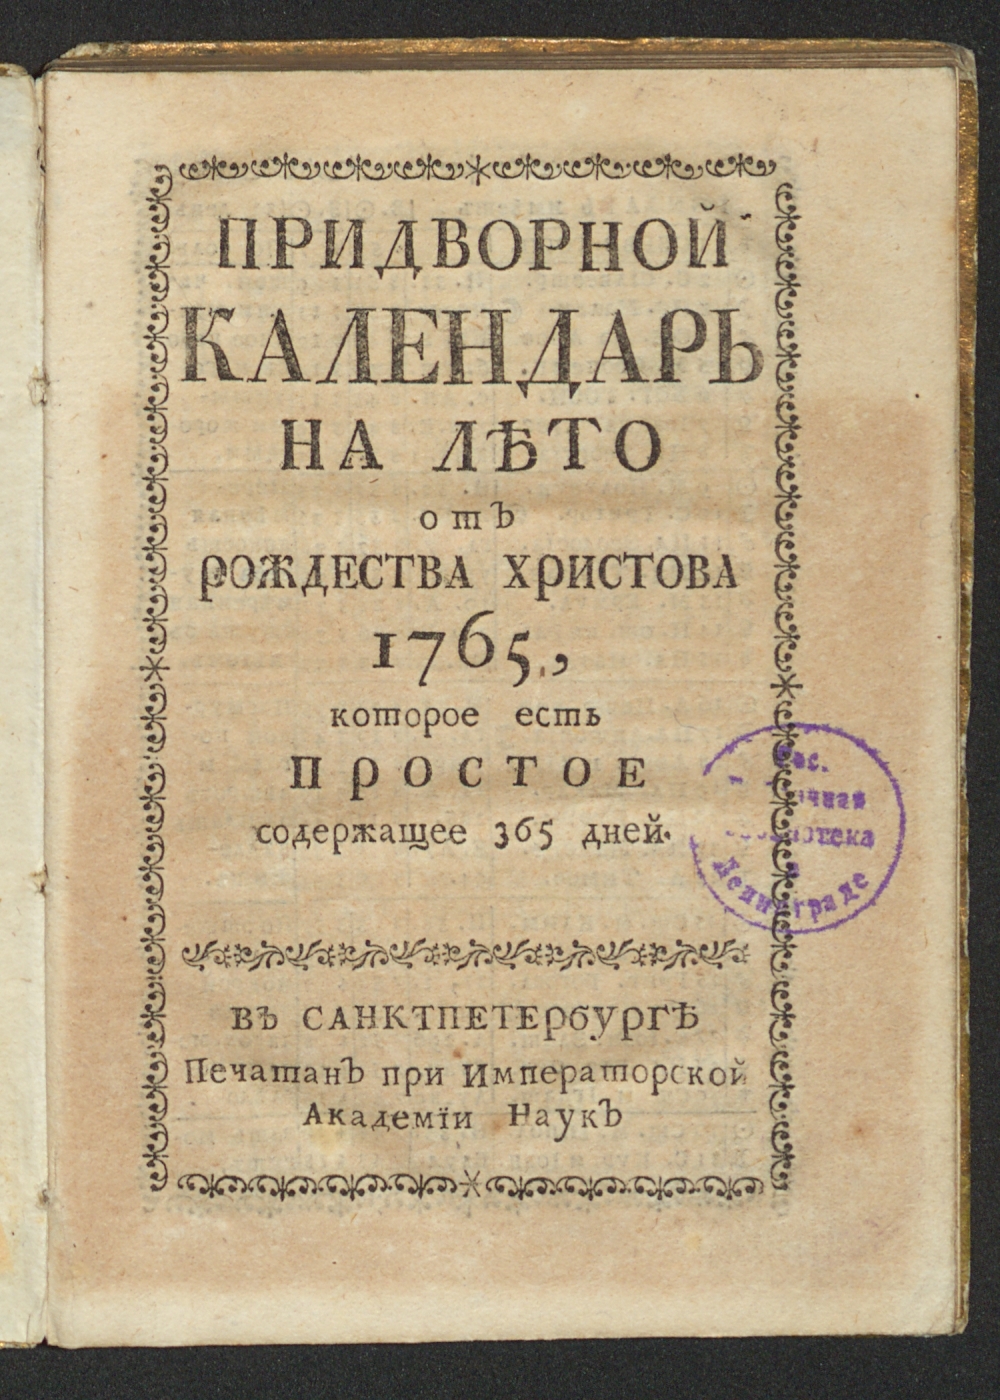 ПРИДВОРНОЙ
КАЛЕНДАРЬ
НА ЛѢТО
отЪ
РОЖДЕСТВА ХРИСТОВА
1765,
которое есть
ПРОСТОЕ
содержащее 365 дней.
ВЪ САНКТПЕТЕРбургѢ
ПечатанЪ при Императорской
Академїи НаукЪ